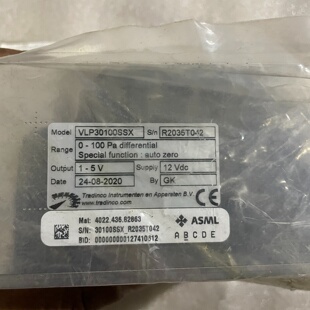 Model VLP30100SSX S/n R2035T042
Range 0 - 100 Pa differential
Special function : auto zero
Output 1 - 5 V Supply 12 Vdc
Date 24-08-2020 By GK
Tradinco Instrumenten en Apparaten B.V.
www.tradinco.com
Mat: 4022.436.82863
S/N: 30100SSX_R2035T042
BID: 000000000127410512
ASML
A B C D E